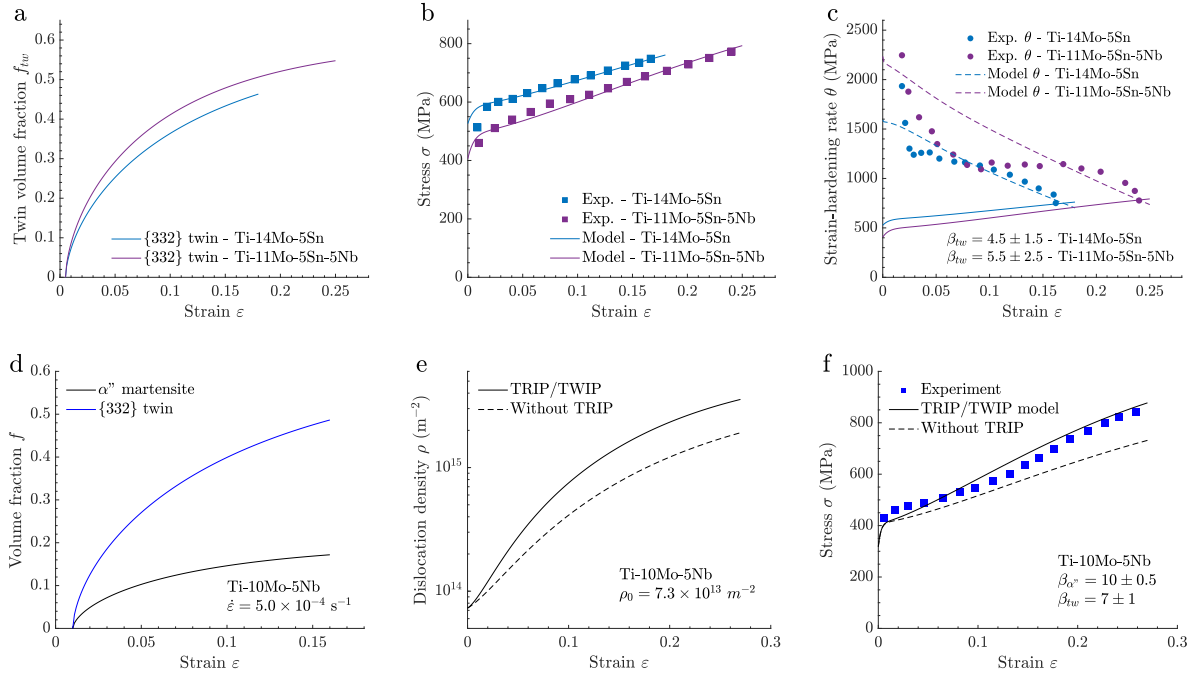 a
0.6
0.5
0.4
0.3
0.2
0.1
0
Twin volume fraction f_tw
{332} twin - Ti-14Mo-5Sn
{332} twin - Ti-11Mo-5Sn-5Nb
0 0.05 0.1 0.15 0.2 0.25
Strain ε
b
800
600
400
200
0
Stress σ (MPa)
Exp. - Ti-14Mo-5Sn
Exp. - Ti-11Mo-5Sn-5Nb
Model - Ti-14Mo-5Sn
Model - Ti-11Mo-5Sn-5Nb
0 0.05 0.1 0.15 0.2 0.25
Strain ε
c
2500
2000
1500
1000
500
0
Strain-hardening rate θ (MPa)
Exp. θ - Ti-14Mo-5Sn
Exp. θ - Ti-11Mo-5Sn-5Nb
Model θ - Ti-14Mo-5Sn
Model θ - Ti-11Mo-5Sn-5Nb
β_tw = 4.5 ± 1.5 - Ti-14Mo-5Sn
β_tw = 5.5 ± 2.5 - Ti-11Mo-5Sn-5Nb
0 0.05 0.1 0.15 0.2 0.25
Strain ε
d
0.6
0.5
0.4
0.3
0.2
0.1
0
Volume fraction f
α" martensite
{332} twin
Ti-10Mo-5Nb
ε̇ = 5.0 × 10⁻⁴ s⁻¹
0 0.05 0.1 0.15
Strain ε
e
10¹⁵
10¹⁴
Dislocation density ρ (m⁻²)
TRIP/TWIP
Without TRIP
Ti-10Mo-5Nb
ρ₀ = 7.3 × 10¹³ m⁻²
0 0.1 0.2 0.3
Strain ε
f
1000
800
600
400
200
0
Stress σ (MPa)
Experiment
TRIP/TWIP model
Without TRIP
Ti-10Mo-5Nb
β_α" = 10 ± 0.5
β_tw = 7 ± 1
0 0.1 0.2 0.3
Strain ε